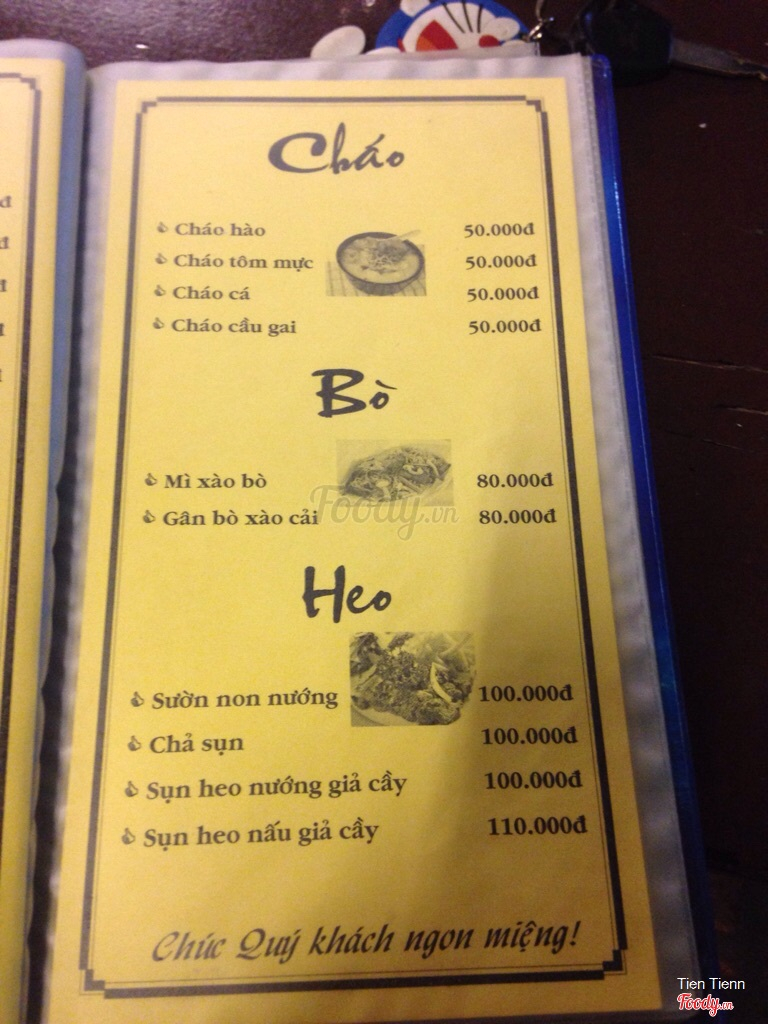 Cháo
Cháo hào 50.000đ
Cháo tôm mực 50.000đ
Cháo cá 50.000đ
Cháo cầu gai 50.000đ
Bò
Mì xào bò 80.000đ
Gân bò xào cải 80.000đ
Foody.vn
Heo
Sườn non nướng 100.000đ
Chả sụn 100.000đ
Sụn heo nướng giả cầy 100.000đ
Sụn heo nấu giả cầy 110.000đ
Chúc Quý khách ngon miệng!
Tien Tienn
Foody.vn